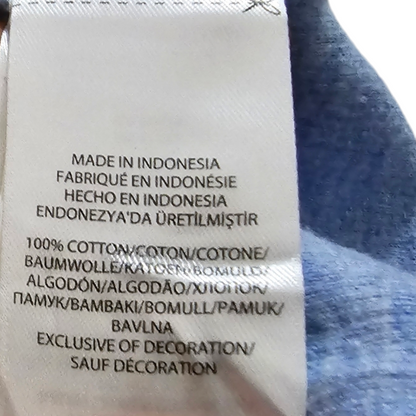 MADE IN INDONESIA
FABRIQUÉ EN INDONÉSIE
HECHO EN INDONESIA
ENDONEZYA'DA ÜRETİLMİŞTİR
100% COTTON/COTON/COTONE/
BAUMWOLLE/KATOEN/BOMULD/
ALGODÓN/ALGODÃO/ХЛОПОК/
ПАМУК/BAMBAKI/BOMULL/PAMUK/
BAVLNA
EXCLUSIVE OF DECORATION/
SAUF DÉCORATION